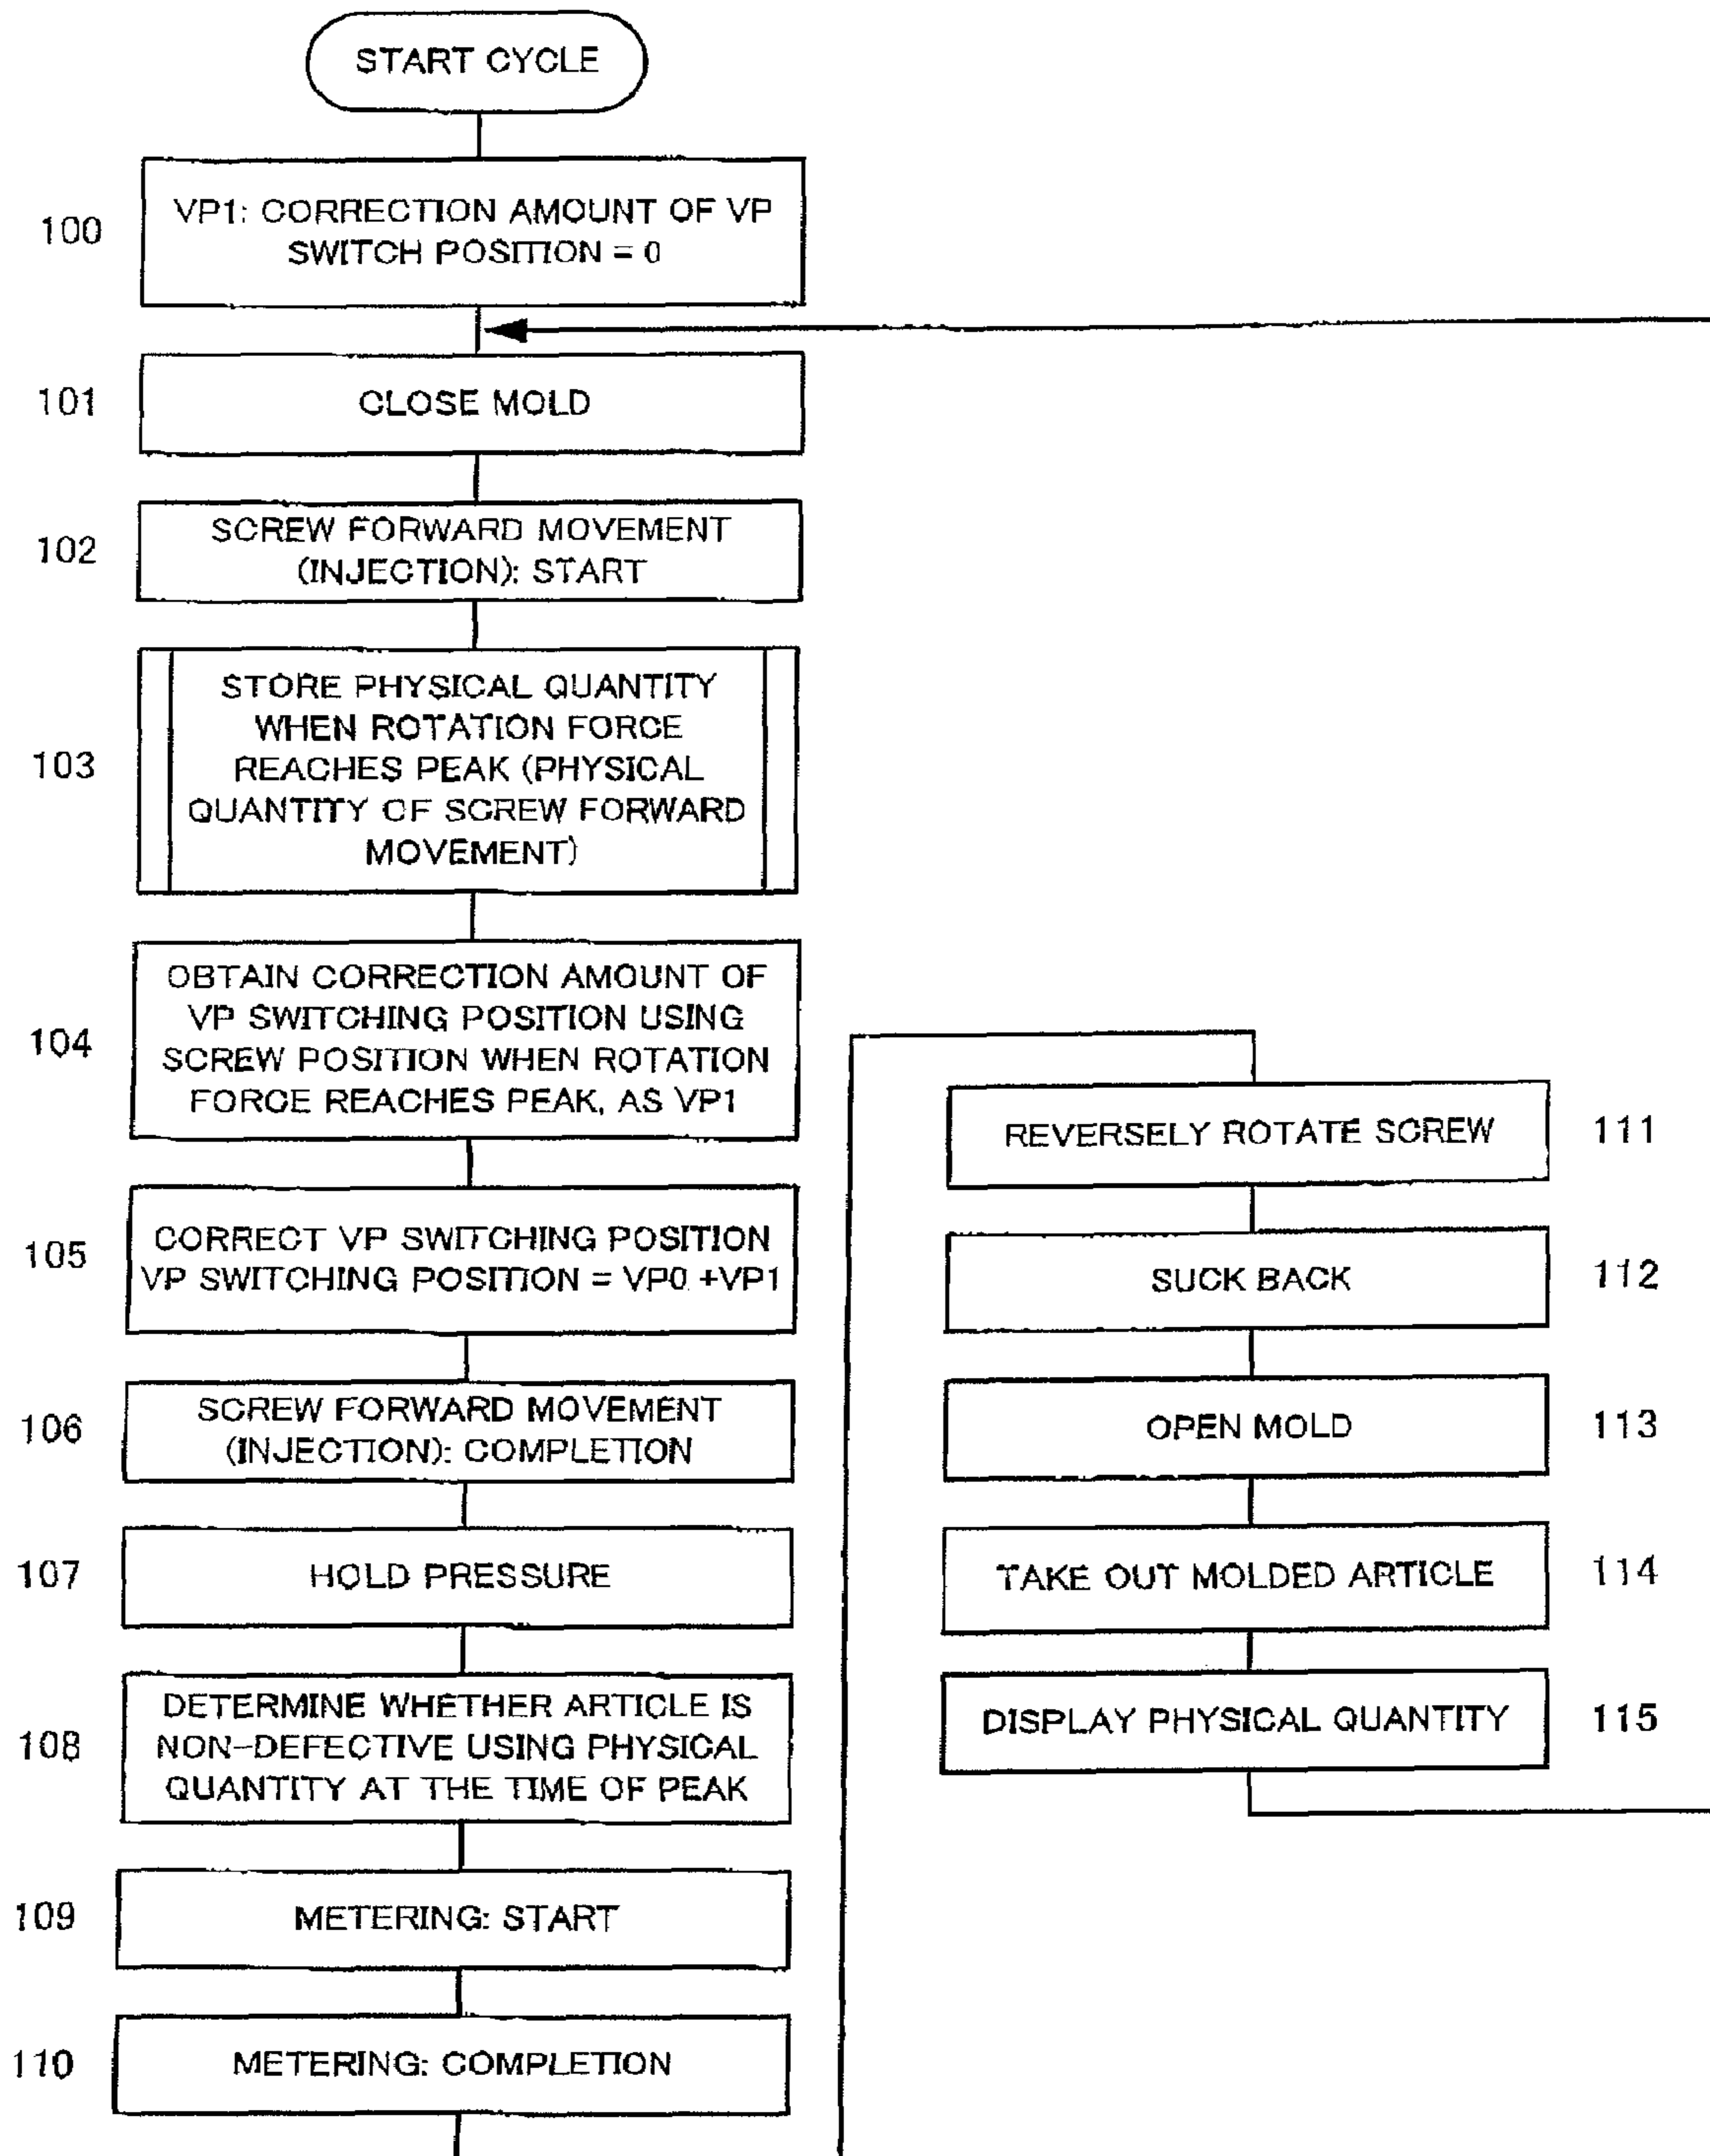 START CYCLE
100
VP1: CORRECTION AMOUNT OF VP
SWITCH POSITION = 0
101
CLOSE MOLD
102
SCREW FORWARD MOVEMENT
(INJECTION): START
103
STORE PHYSICAL QUANTITY
WHEN ROTATION FORCE
REACHES PEAK (PHYSICAL
QUANTITY OF SCREW FORWARD
MOVEMENT)
104
OBTAIN CORRECTION AMOUNT OF
VP SWITCHING POSITION USING
SCREW POSITION WHEN ROTATION
FORCE REACHES PEAK, AS VP1
105
CORRECT VP SWITCHING POSITION
VP SWITCHING POSITION = VP0 +VP1
106
SCREW FORWARD MOVEMENT
(INJECTION): COMPLETION
107
HOLD PRESSURE
108
DETERMINE WHETHER ARTICLE IS
NON-DEFECTIVE USING PHYSICAL
QUANTITY AT THE TIME OF PEAK
109
METERING: START
110
METERING: COMPLETION
REVERSELY ROTATE SCREW
111
SUCK BACK
112
OPEN MOLD
113
TAKE OUT MOLDED ARTICLE
114
DISPLAY PHYSICAL QUANTITY
115